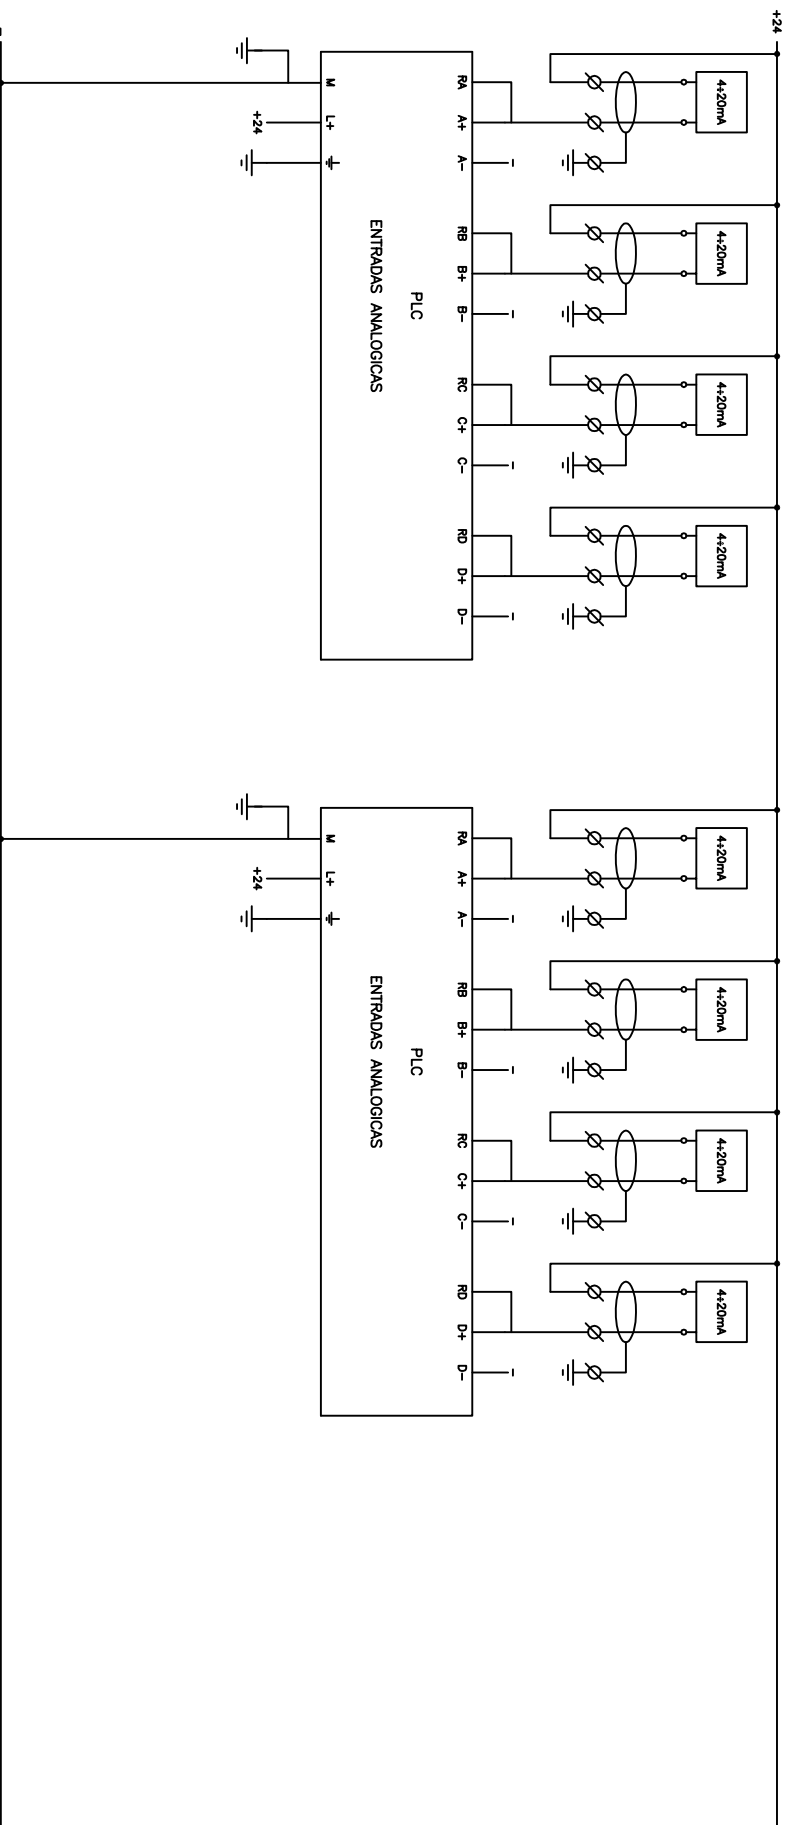 +24
4÷20mA 4÷20mA 4÷20mA 4÷20mA 4÷20mA 4÷20mA 4÷20mA 4÷20mA
– – – – – – – –
RA A+ A– RB B+ B– RC C+ C– RD D+ D– RA A+ A– RB B+ B– RC C+ C– RD D+ D–
PLC PLC
ENTRADAS ANALOGICAS ENTRADAS ANALOGICAS
M L+ M L+
+24 +24
–